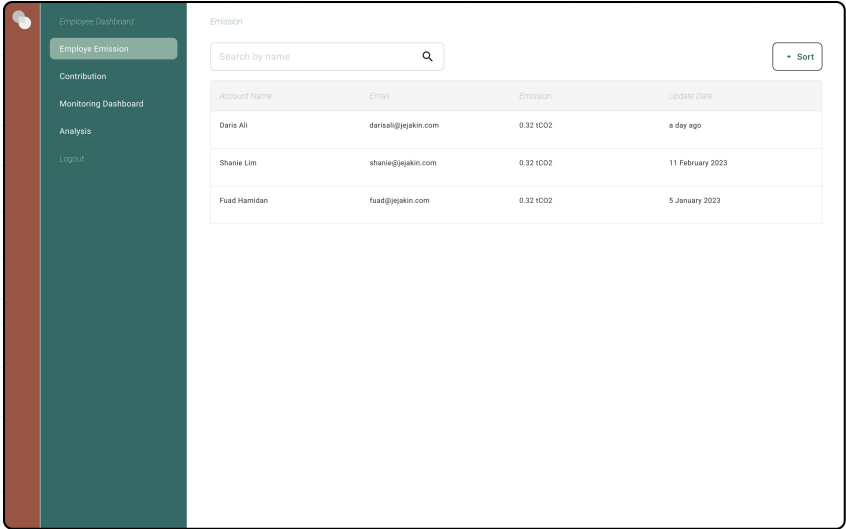 Employee Dashboard
Employe Emission
Contribution
Monitoring Dashboard
Analysis
Logout
Emission
Search by name
Sort
Account Name Email Emission Update Date
Daris Ali darisali@jejakin.com 0.32 tCO2 a day ago
Shanie Lim shanie@jejakin.com 0.32 tCO2 11 February 2023
Fuad Hamidan fuad@jejakin.com 0.32 tCO2 5 January 2023